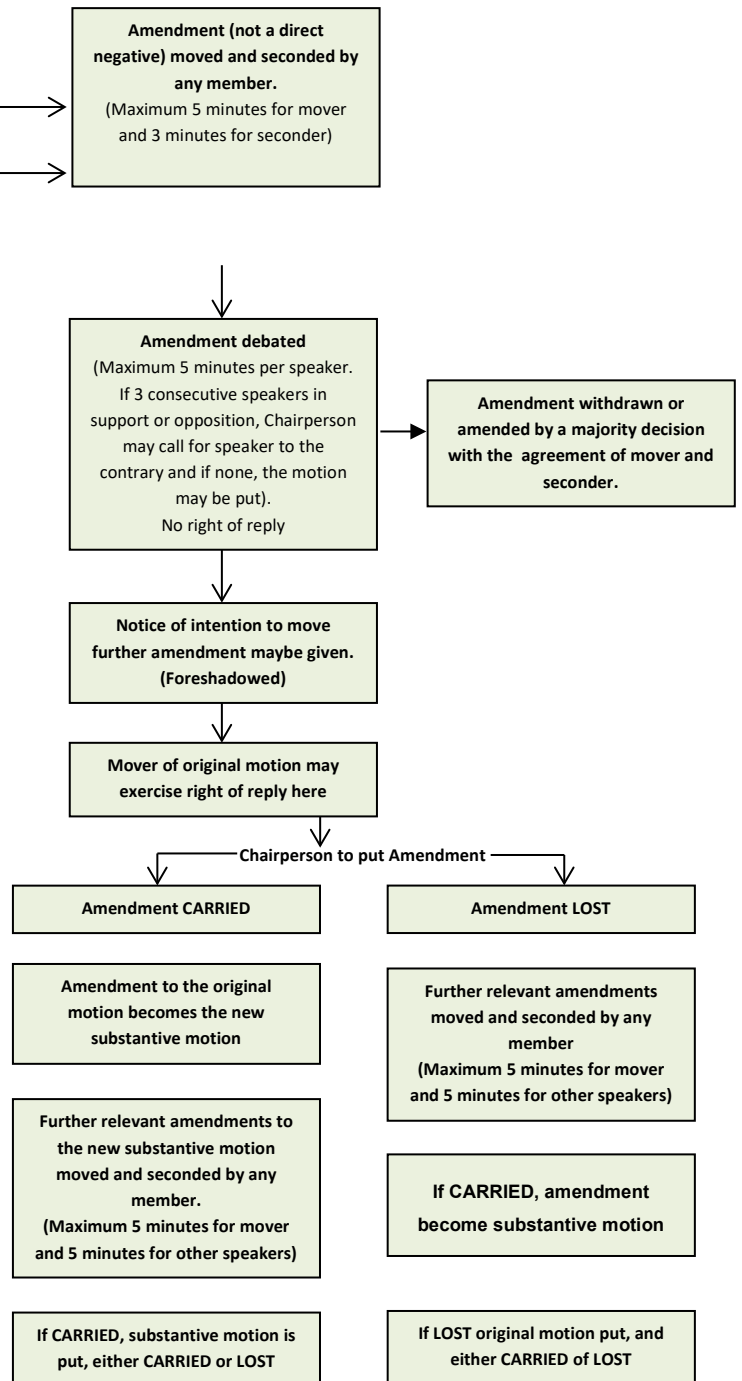 Amendment (not a direct
negative) moved and seconded by
any member.
(Maximum 5 minutes for mover
and 3 minutes for seconder)
Amendment debated
(Maximum 5 minutes per speaker.
If 3 consecutive speakers in
support or opposition, Chairperson
may call for speaker to the
contrary and if none, the motion
may be put).
No right of reply
Amendment withdrawn or
amended by a majority decision
with the agreement of mover and
seconder.
Notice of intention to move
further amendment maybe given.
(Foreshadowed)
Mover of original motion may
exercise right of reply here
Chairperson to put Amendment
Amendment CARRIED
Amendment to the original
motion becomes the new
substantive motion
Further relevant amendments to
the new substantive motion
moved and seconded by any
member.
(Maximum 5 minutes for mover
and 5 minutes for other speakers)
If CARRIED, substantive motion is
put, either CARRIED or LOST
Amendment LOST
Further relevant amendments
moved and seconded by any
member
(Maximum 5 minutes for mover
and 5 minutes for other speakers)
If CARRIED, amendment
become substantive motion
If LOST original motion put, and
either CARRIED of LOST